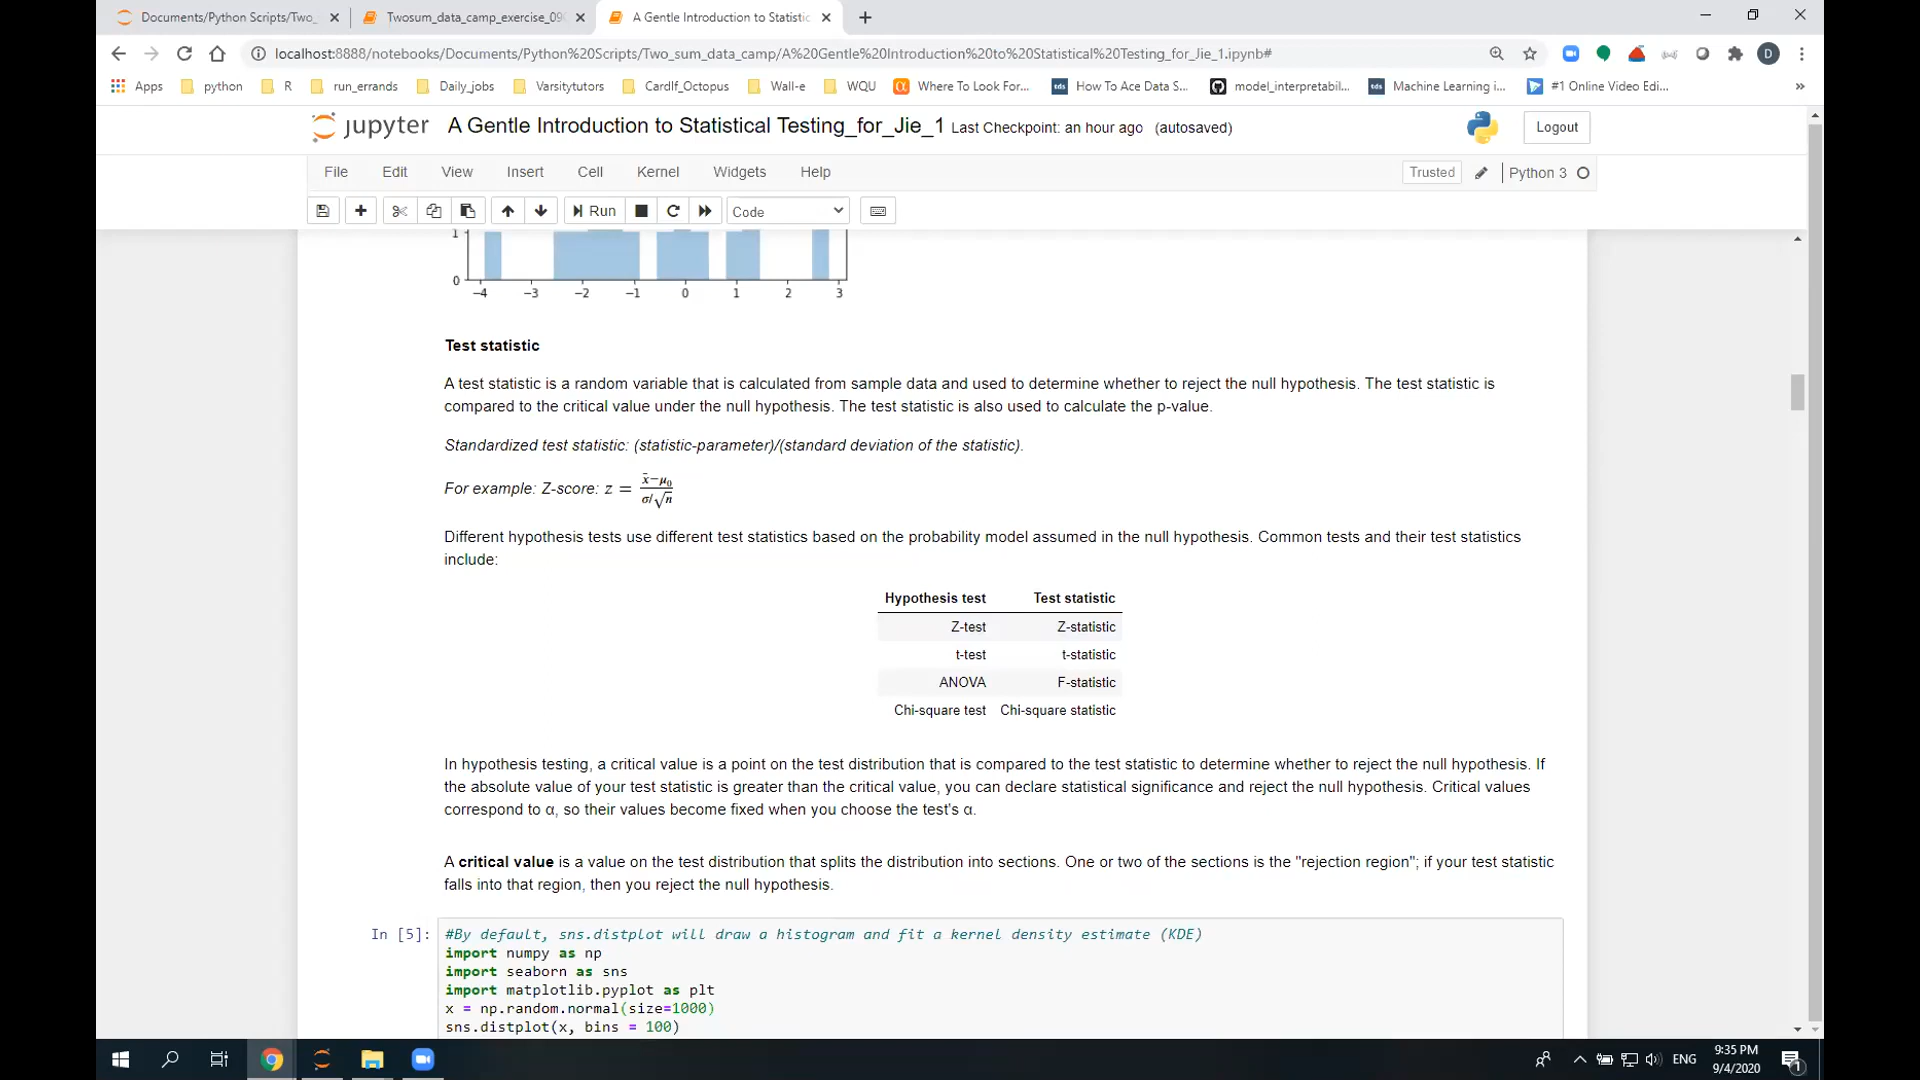 Documents/Python Scripts/Two_
Twosum_data_camp_exercise_09
A Gentle Introduction to Statistic
localhost:8888/notebooks/Documents/Python%20Scripts/Two_sum_data_camp/A%20Gentle%20Introduction%20to%20Statistical%20Testing_for_Jie_1.ipynb#
D
Apps python R run_errands Daily_jobs Varsitytutors Cardlf_Octopus Wall-e WQU Where To Look For... How To Ace Data S... model_interpretabil... Machine Learning i... #1 Online Video Edi... »
jupyter A Gentle Introduction to Statistical Testing_for_Jie_1 Last Checkpoint: an hour ago (autosaved)
Logout
File Edit View Insert Cell Kernel Widgets Help
Trusted Python 3
Run Code
1
0
−4 −3 −2 −1 0 1 2 3
Test statistic
A test statistic is a random variable that is calculated from sample data and used to determine whether to reject the null hypothesis. The test statistic is
compared to the critical value under the null hypothesis. The test statistic is also used to calculate the p-value.
Standardized test statistic: (statistic-parameter)/(standard deviation of the statistic).
For example: Z-score: z = x̄−μ₀ / σ/√n
Different hypothesis tests use different test statistics based on the probability model assumed in the null hypothesis. Common tests and their test statistics
include:
Hypothesis test Test statistic
Z-test Z-statistic
t-test t-statistic
ANOVA F-statistic
Chi-square test Chi-square statistic
In hypothesis testing, a critical value is a point on the test distribution that is compared to the test statistic to determine whether to reject the null hypothesis. If
the absolute value of your test statistic is greater than the critical value, you can declare statistical significance and reject the null hypothesis. Critical values
correspond to α, so their values become fixed when you choose the test's α.
A critical value is a value on the test distribution that splits the distribution into sections. One or two of the sections is the "rejection region"; if your test statistic
falls into that region, then you reject the null hypothesis.
In [5]:
#By default, sns.distplot will draw a histogram and fit a kernel density estimate (KDE)
import numpy as np
import seaborn as sns
import matplotlib.pyplot as plt
x = np.random.normal(size=1000)
sns.distplot(x, bins = 100)
ENG
9:35 PM
9/4/2020
1